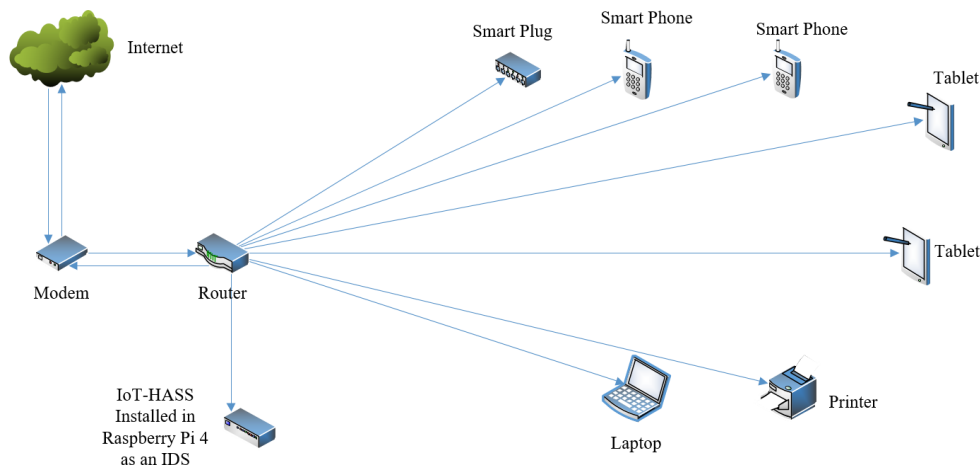 Internet
Smart Plug
Smart Phone
Smart Phone
Tablet
Tablet
Modem
Router
IoT-HASS
Installed in
Raspberry Pi 4
as an IDS
Laptop
Printer